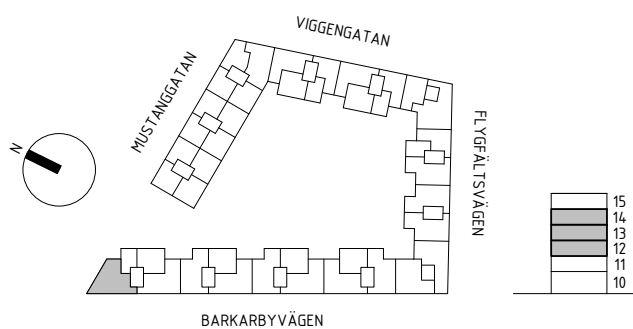 VIGGENGATAN
MUSTANGGATAN
FLYGFÄLTSVÄGEN
N
15
14
13
12
11
10
BARKARBYVÄGEN